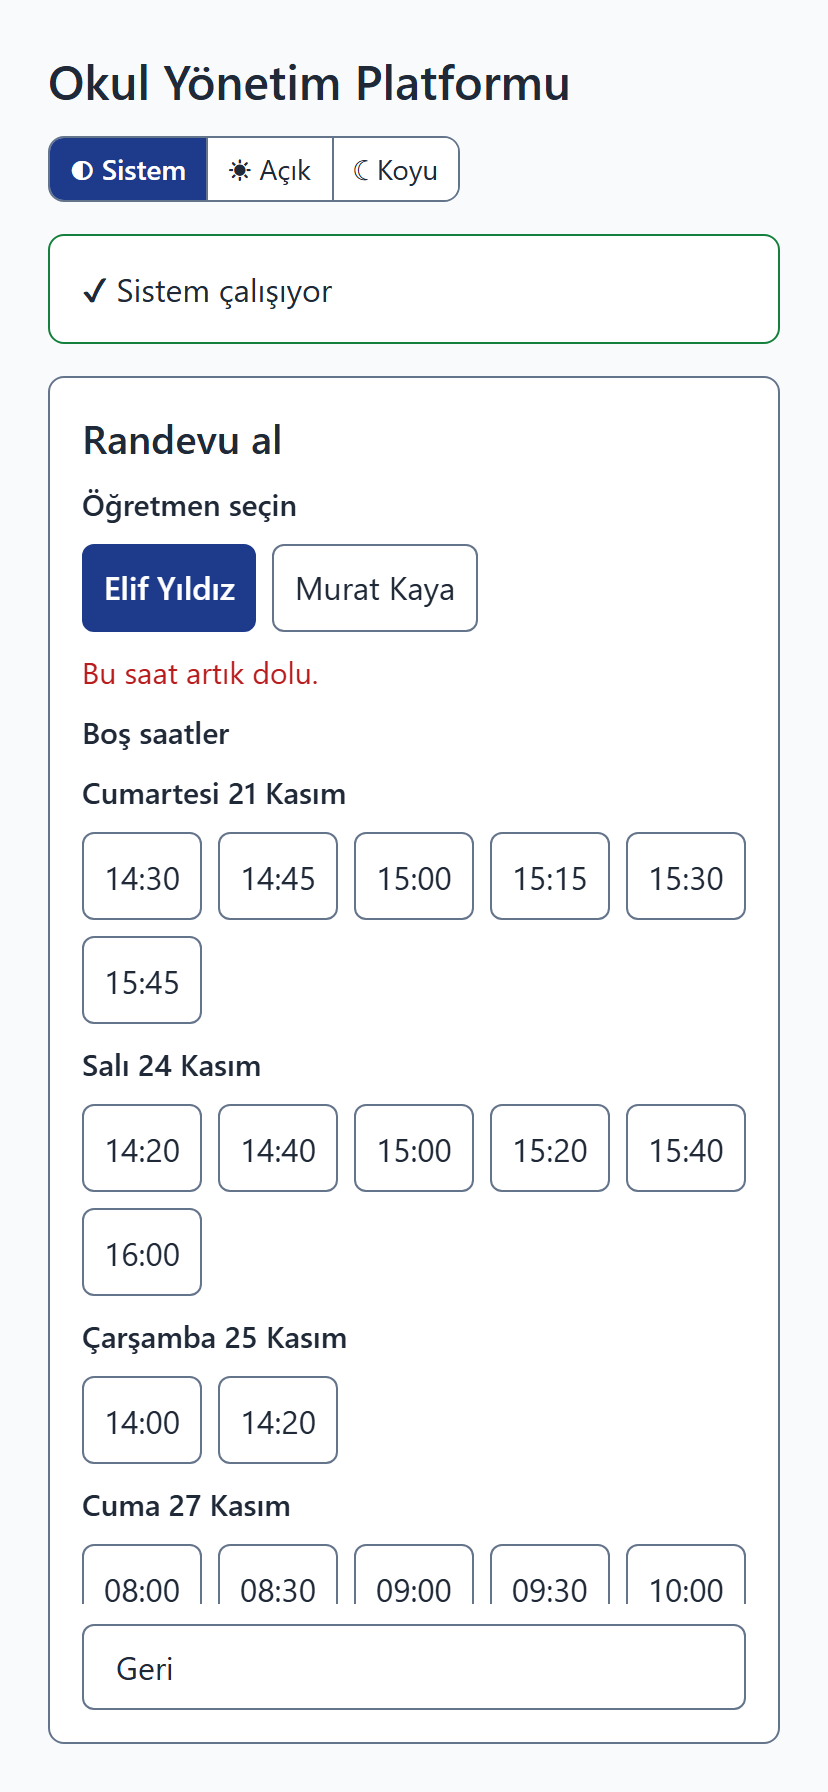 Okul Yönetim Platformu
◐ Sistem ☀ Açık ☾ Koyu
✓ Sistem çalışıyor
Randevu al
Öğretmen seçin
Elif Yıldız Murat Kaya
Bu saat artık dolu.
Boş saatler
Cumartesi 21 Kasım
14:30 14:45 15:00 15:15 15:30
15:45
Salı 24 Kasım
14:20 14:40 15:00 15:20 15:40
16:00
Çarşamba 25 Kasım
14:00 14:20
Cuma 27 Kasım
08:00 08:30 09:00 09:30 10:00
Geri